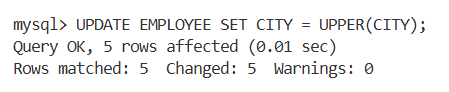 mysql> UPDATE EMPLOYEE SET CITY = UPPER(CITY);
Query OK, 5 rows affected (0.01 sec)
Rows matched: 5  Changed: 5  Warnings: 0